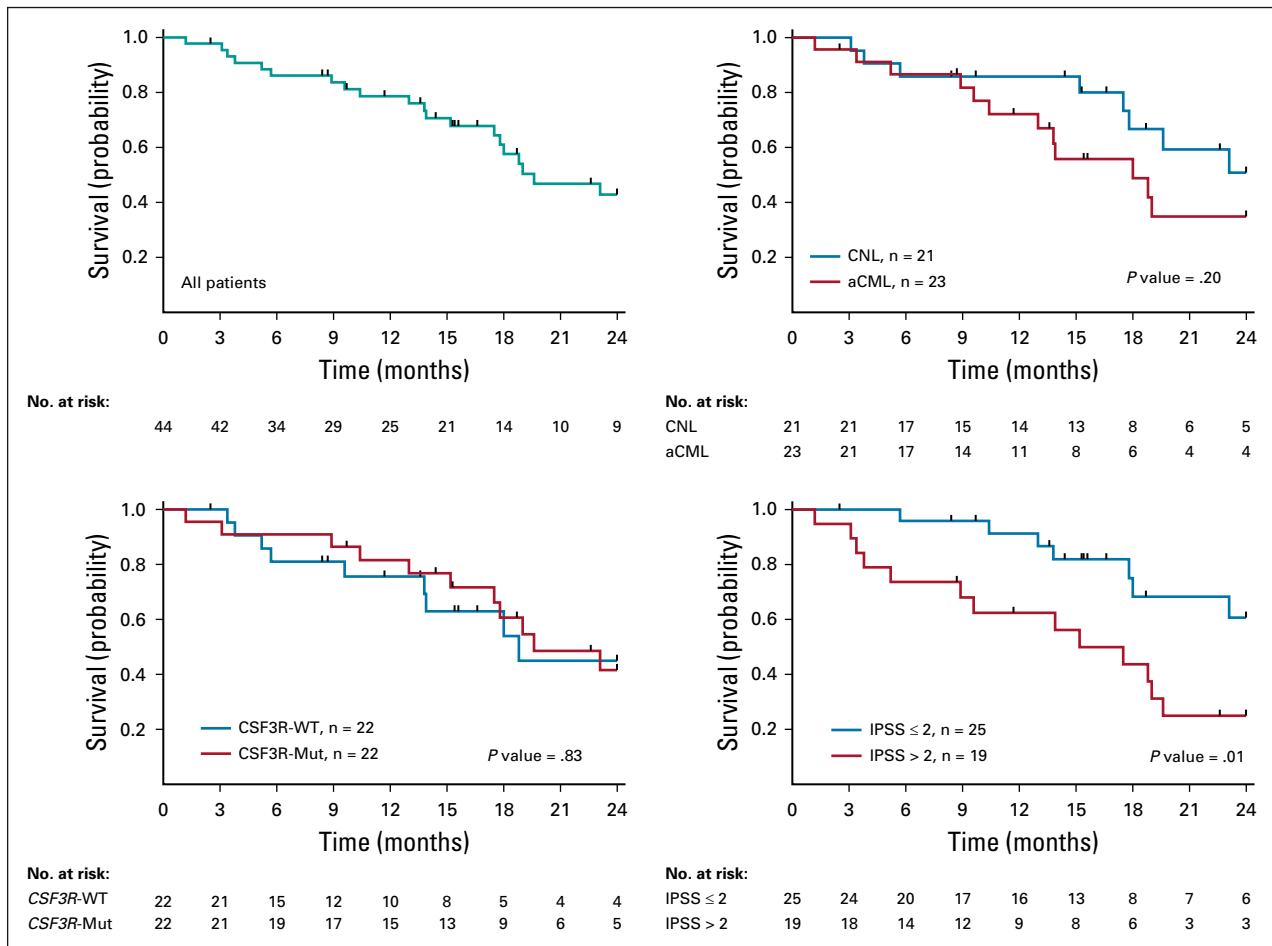 1.0
0.8
0.6
0.4
0.2
Survival (probability)
All patients
0 3 6 9 12 15 18 21 24
Time (months)
No. at risk:
44 42 34 29 25 21 14 10 9
1.0
0.8
0.6
0.4
0.2
Survival (probability)
CNL, n = 21
aCML, n = 23
P value = .20
0 3 6 9 12 15 18 21 24
Time (months)
No. at risk:
CNL 21 21 17 15 14 13 8 6 5
aCML 23 21 17 14 11 8 6 4 4
1.0
0.8
0.6
0.4
0.2
Survival (probability)
CSF3R-WT, n = 22
CSF3R-Mut, n = 22
P value = .83
0 3 6 9 12 15 18 21 24
Time (months)
No. at risk:
CSF3R-WT 22 21 15 12 10 8 5 4 4
CSF3R-Mut 22 21 19 17 15 13 9 6 5
1.0
0.8
0.6
0.4
0.2
Survival (probability)
IPSS ≤ 2, n = 25
IPSS > 2, n = 19
P value = .01
0 3 6 9 12 15 18 21 24
Time (months)
No. at risk:
IPSS ≤ 2 25 24 20 17 16 13 8 7 6
IPSS > 2 19 18 14 12 9 8 6 3 3